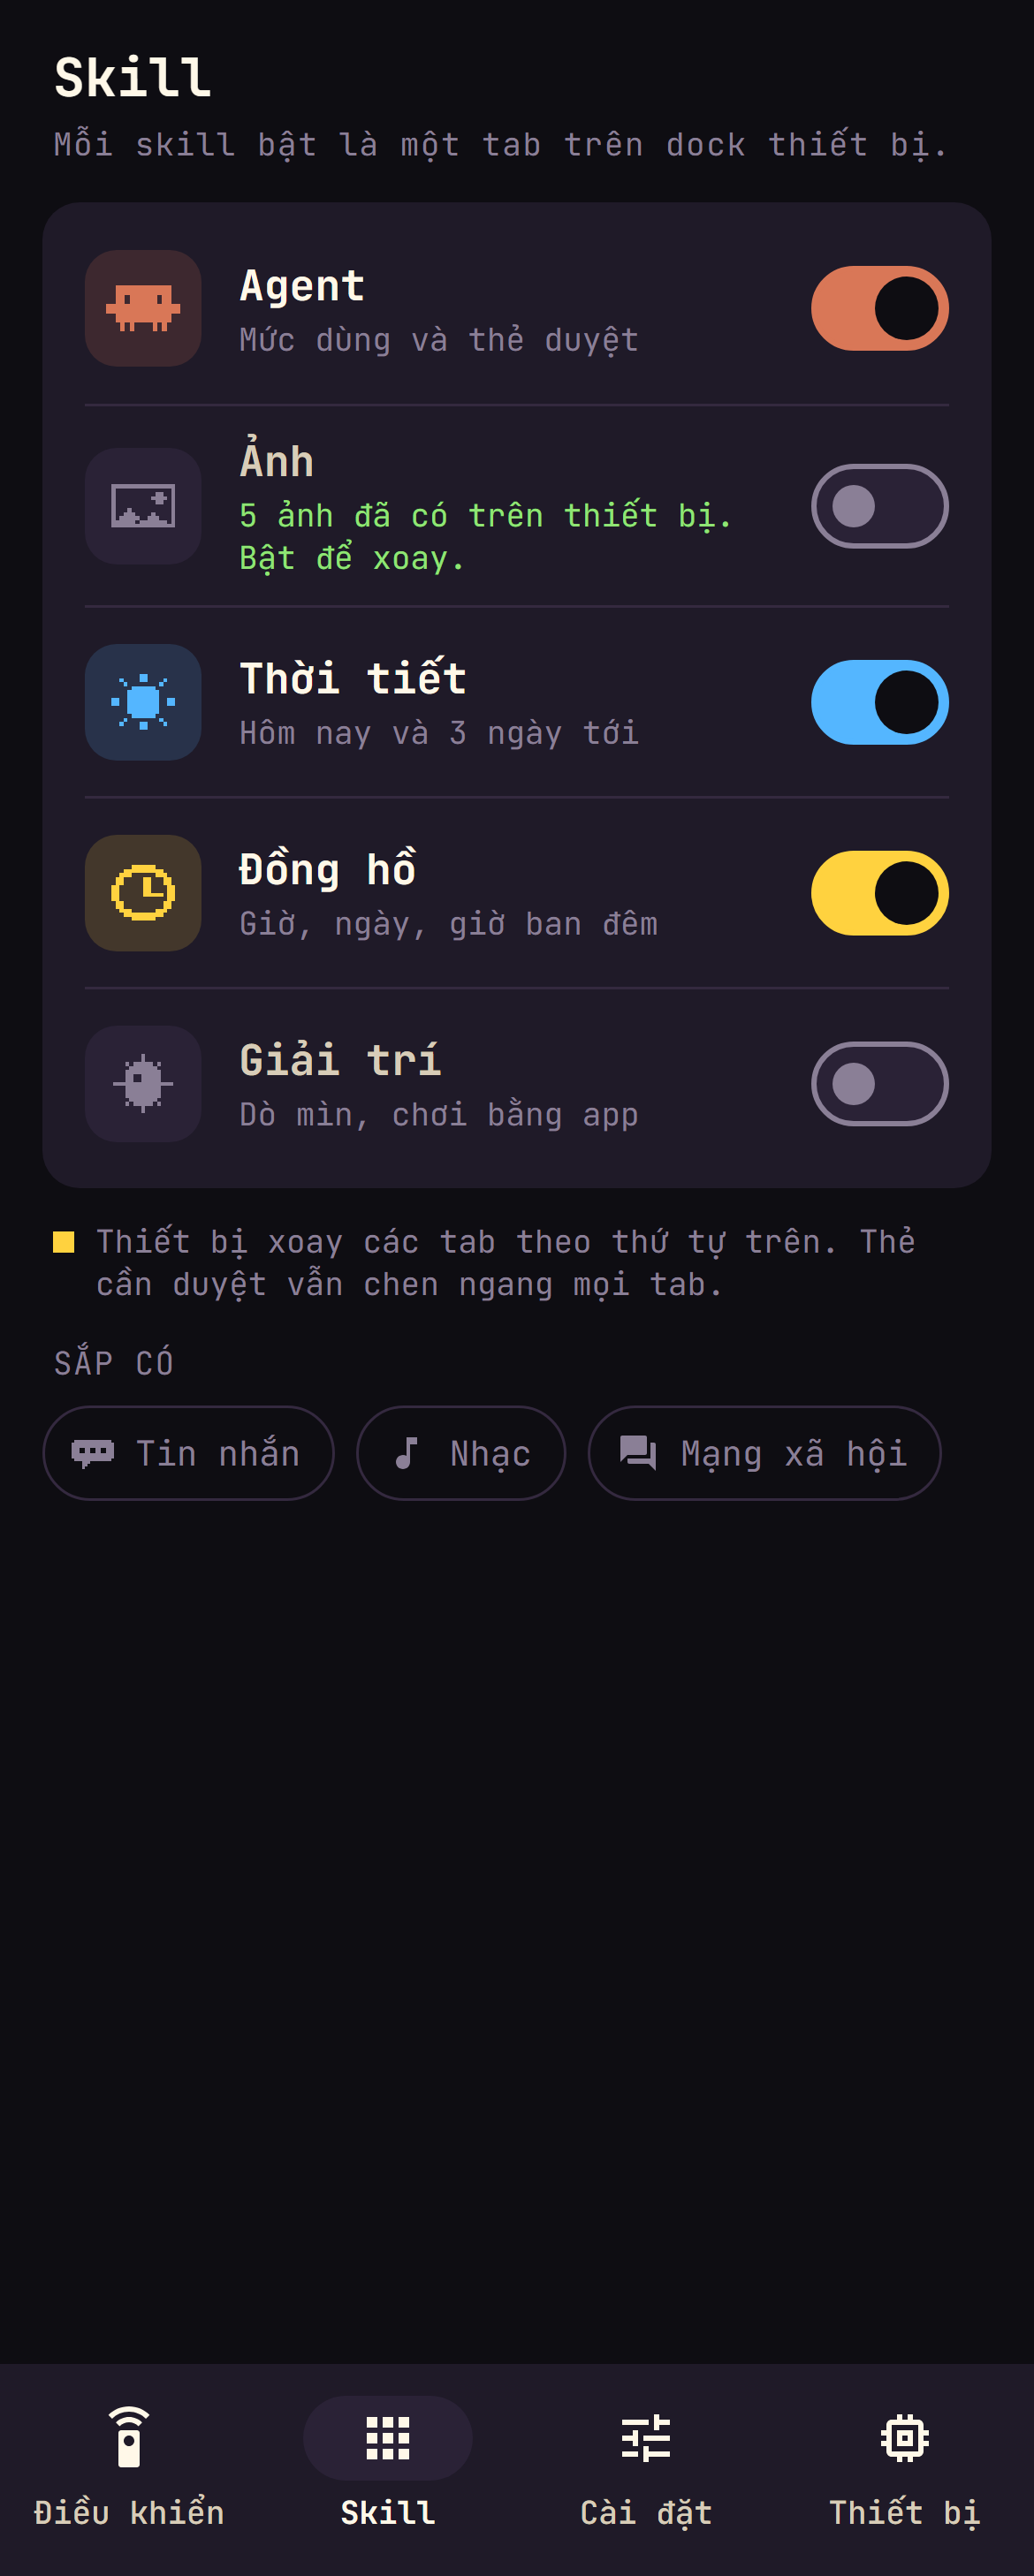 Skill
Mỗi skill bật là một tab trên dock thiết bị.
Agent
Mức dùng và thẻ duyệt
Ảnh
5 ảnh đã có trên thiết bị.
Bật để xoay.
Thời tiết
Hôm nay và 3 ngày tới
Đồng hồ
Giờ, ngày, giờ ban đêm
Giải trí
Dò mìn, chơi bằng app
Thiết bị xoay các tab theo thứ tự trên. Thẻ
cần duyệt vẫn chen ngang mọi tab.
SẮP CÓ
Tin nhắn
Nhạc
Mạng xã hội
Điều khiển
Skill
Cài đặt
Thiết bị